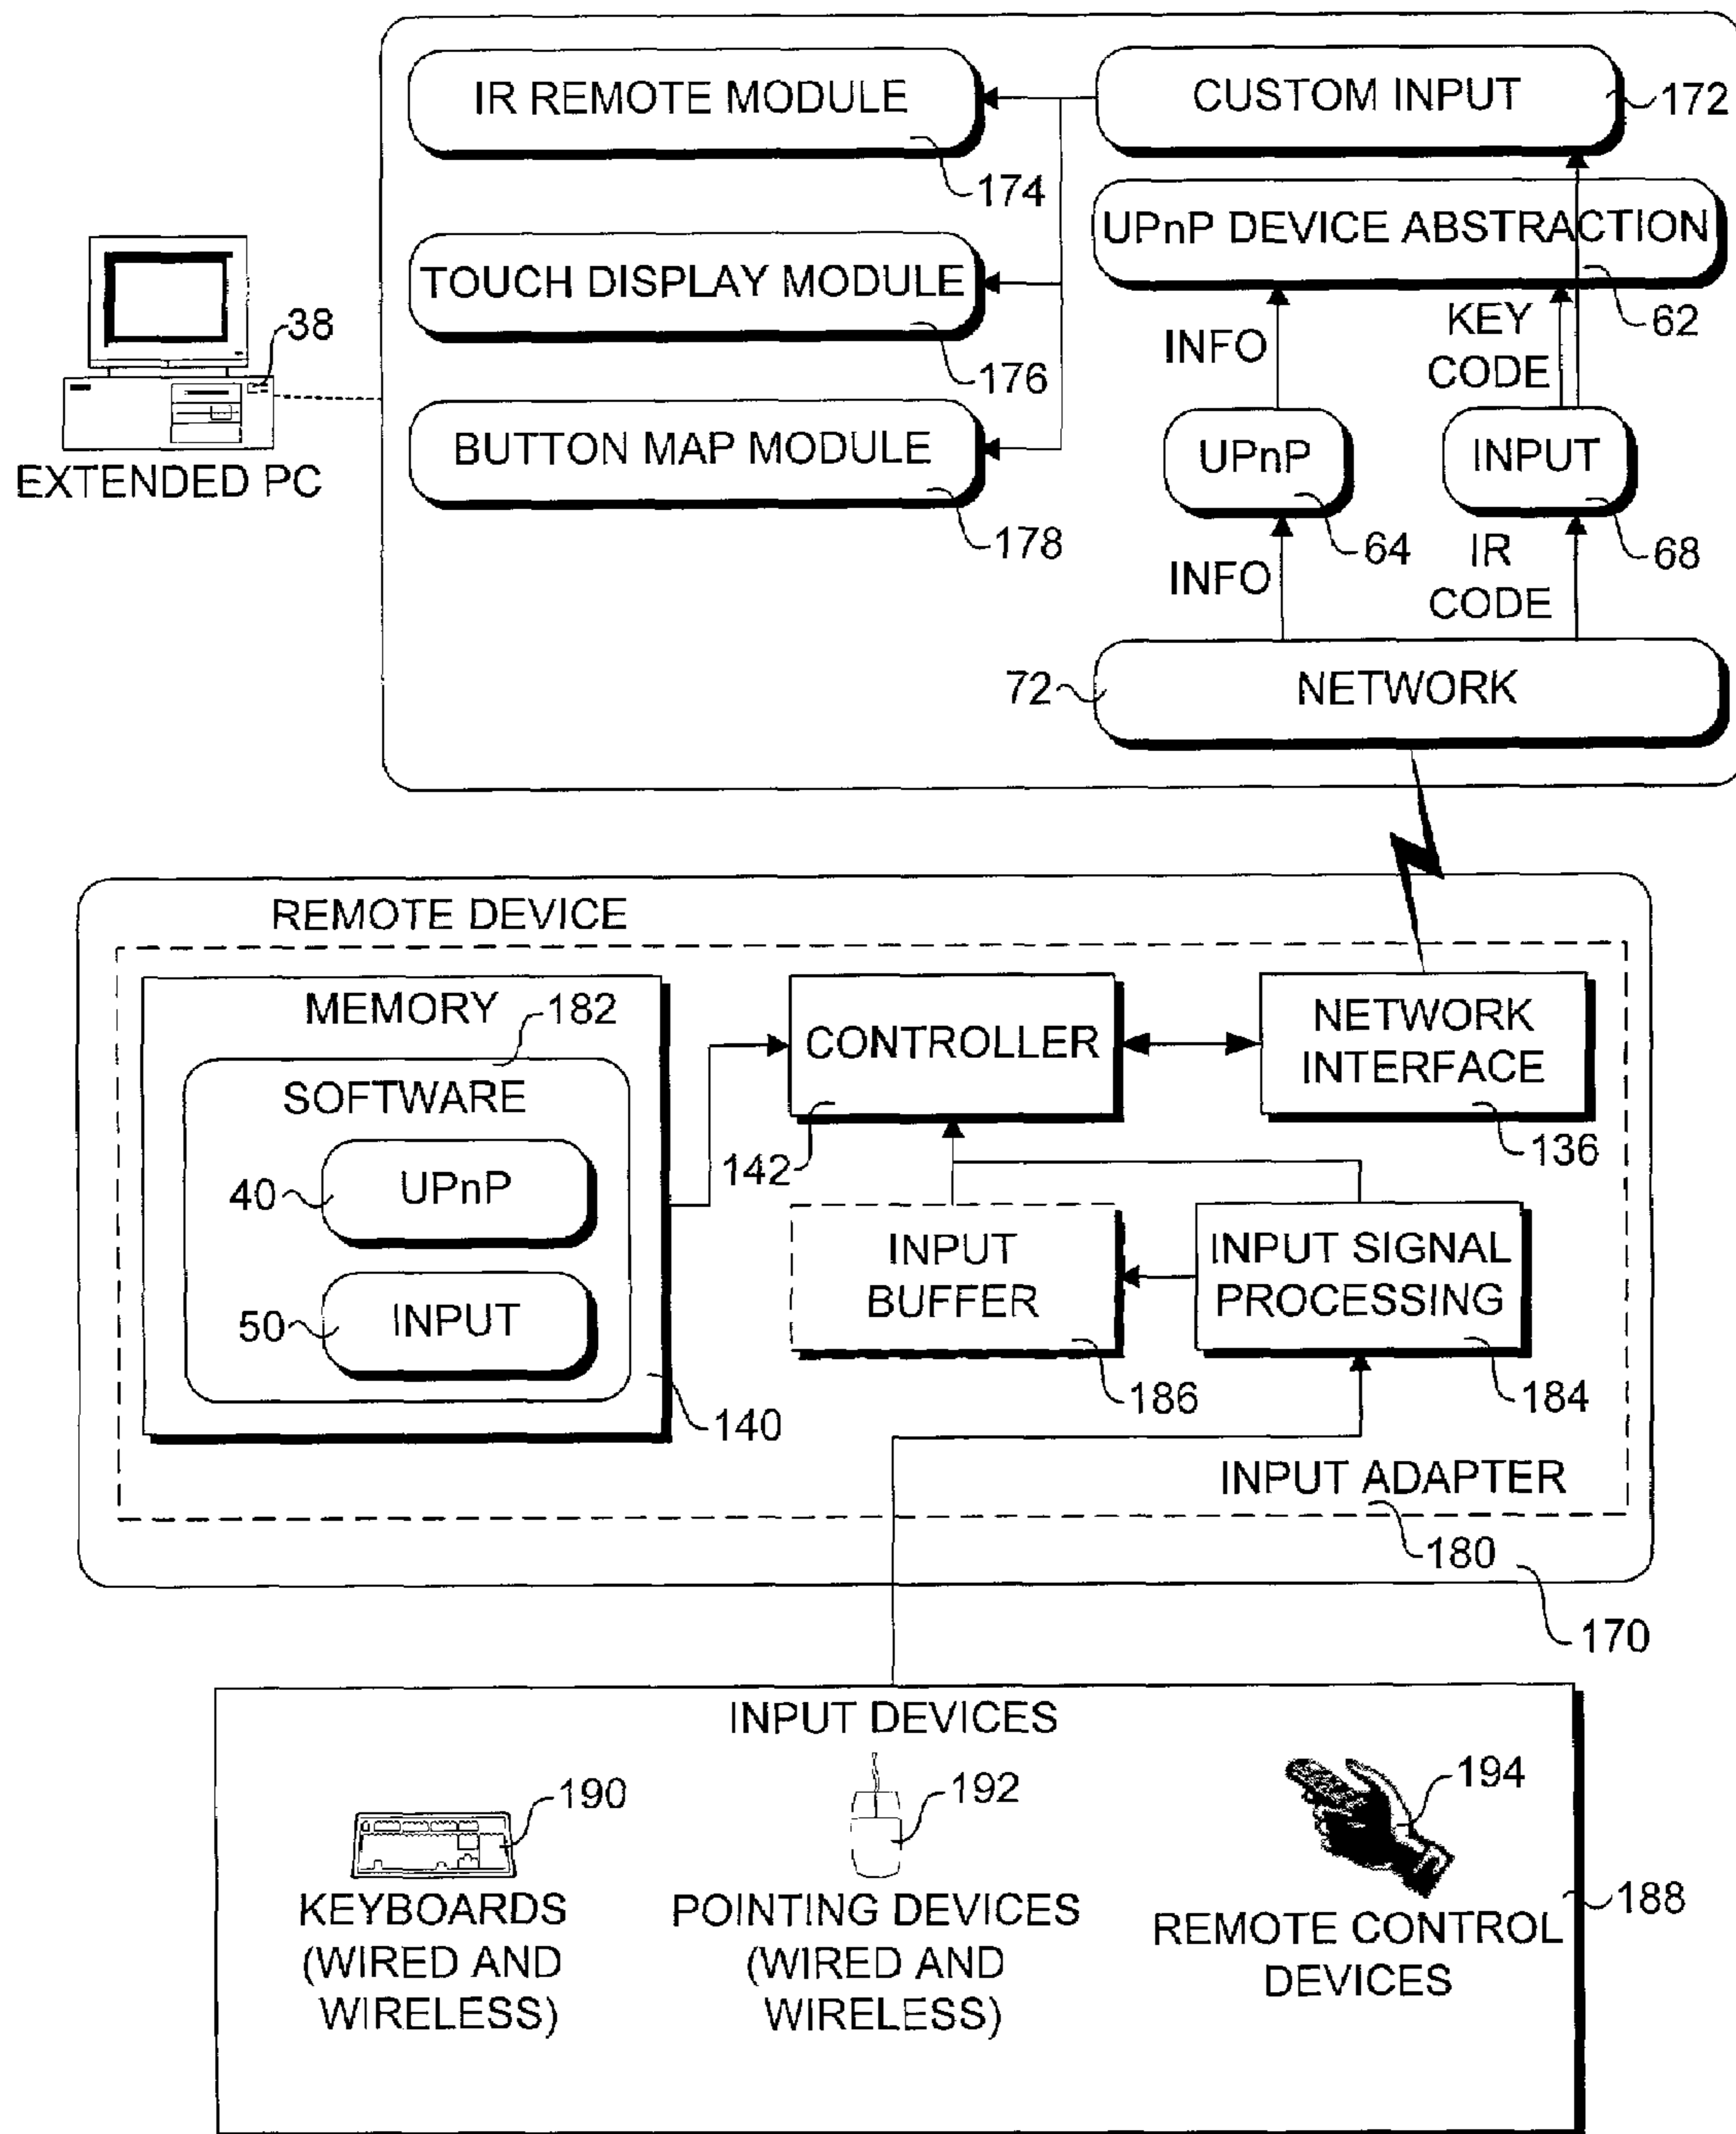 IR REMOTE MODULE
174
CUSTOM INPUT
172
UPnP DEVICE ABSTRACTION
62
TOUCH DISPLAY MODULE
176
BUTTON MAP MODULE
178
38
EXTENDED PC
INFO
KEY
CODE
UPnP
64
INPUT
68
INFO
IR
CODE
72
NETWORK
REMOTE DEVICE
MEMORY
182
SOFTWARE
40
UPnP
50
INPUT
140
CONTROLLER
142
NETWORK
INTERFACE
136
INPUT
BUFFER
186
INPUT SIGNAL
PROCESSING
184
INPUT ADAPTER
180
170
INPUT DEVICES
190
KEYBOARDS
(WIRED AND
WIRELESS)
192
POINTING DEVICES
(WIRED AND
WIRELESS)
194
REMOTE CONTROL
DEVICES
188